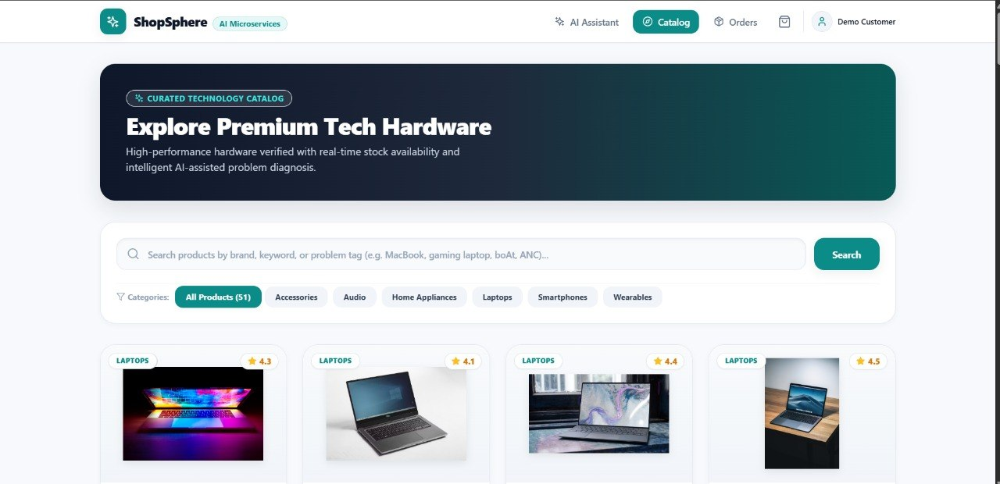 ShopSphere AI Microservices AI Assistant Catalog Orders Demo Customer
CURATED TECHNOLOGY CATALOG
Explore Premium Tech Hardware
High-performance hardware verified with real-time stock availability and
intelligent AI-assisted problem diagnosis.
Search products by brand, keyword, or problem tag (e.g. MacBook, gaming laptop, boAt, ANC)... Search
Categories: All Products (51) Accessories Audio Home Appliances Laptops Smartphones Wearables
LAPTOPS 4.3 LAPTOPS 4.1 LAPTOPS 4.4 LAPTOPS 4.5